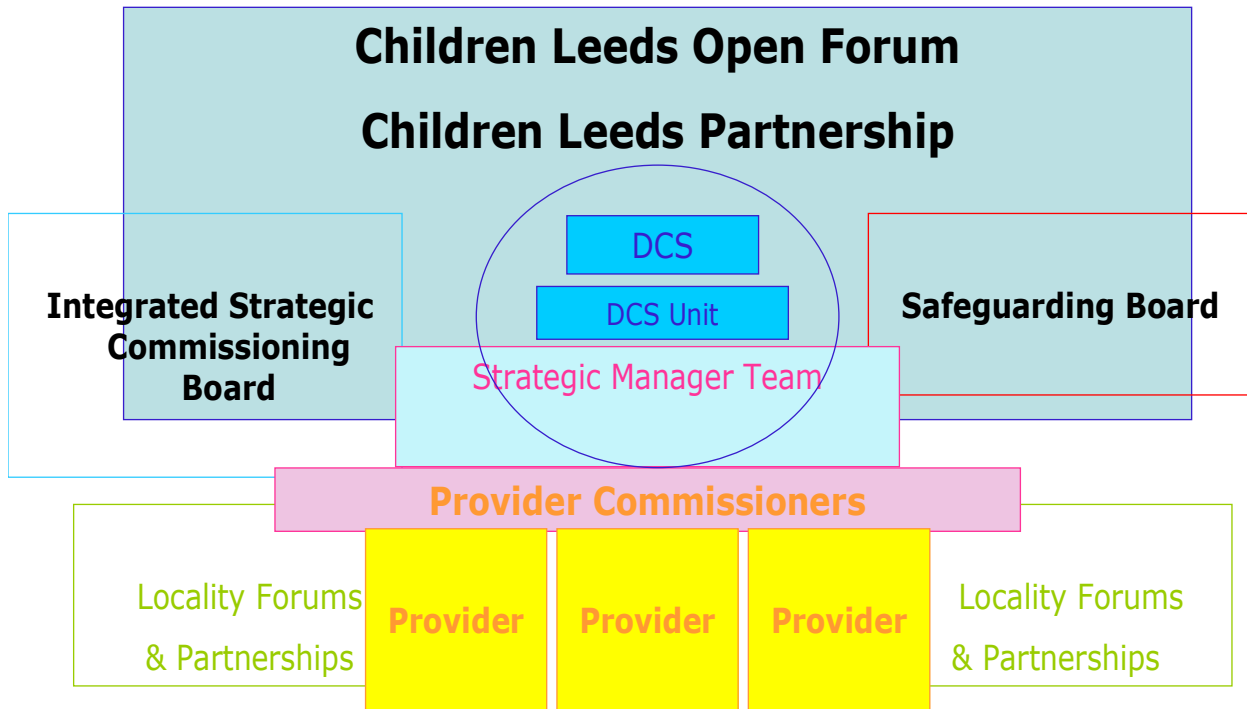 Children Leeds Open Forum
Children Leeds Partnership
DCS
DCS Unit
Integrated Strategic
Commissioning
Board
Safeguarding Board
Strategic Manager Team
Provider Commissioners
Locality Forums
& Partnerships
Provider
Provider
Provider
Locality Forums
& Partnerships